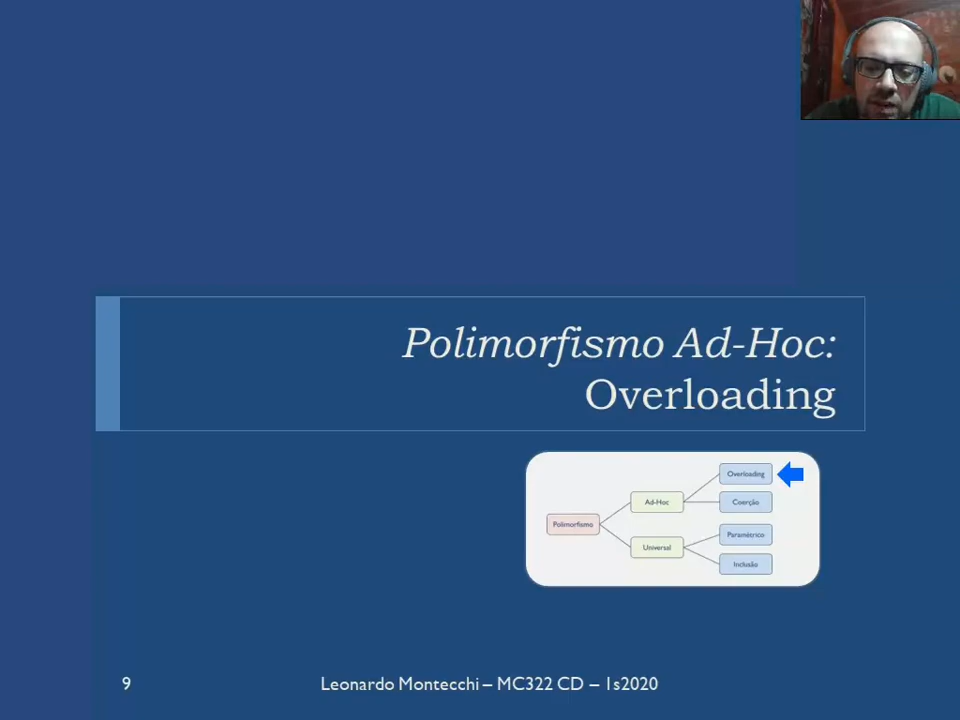 Polimorfismo Ad-Hoc:
Overloading
Overloading
Ad-Hoc
Coerção
Polimorfismo
Paramétrico
Universal
Inclusão
9
Leonardo Montecchi – MC322 CD – 1s2020